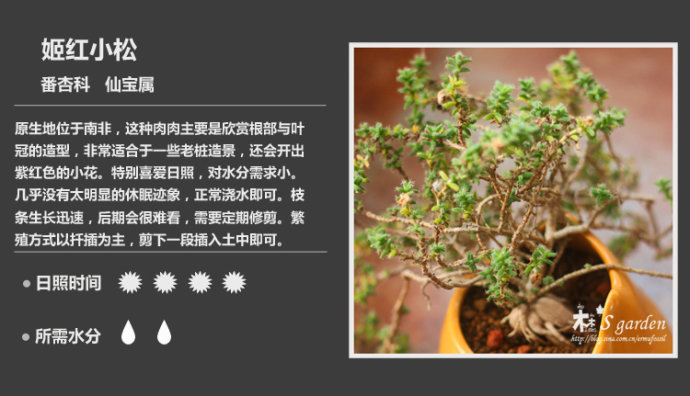 姬红小松
番杏科 仙宝属
原生地位于南非，这种肉肉主要是欣赏根部与叶
冠的造型，非常适合于一些老桩造景，还会开出
紫红色的小花。特别喜爱日照，对水分需求小。
几乎没有太明显的休眠迹象，正常浇水即可。枝
条生长迅速，后期会很难看，需要定期修剪。繁
殖方式以扦插为主，剪下一段插入土中即可。
日照时间
所需水分
'S garden